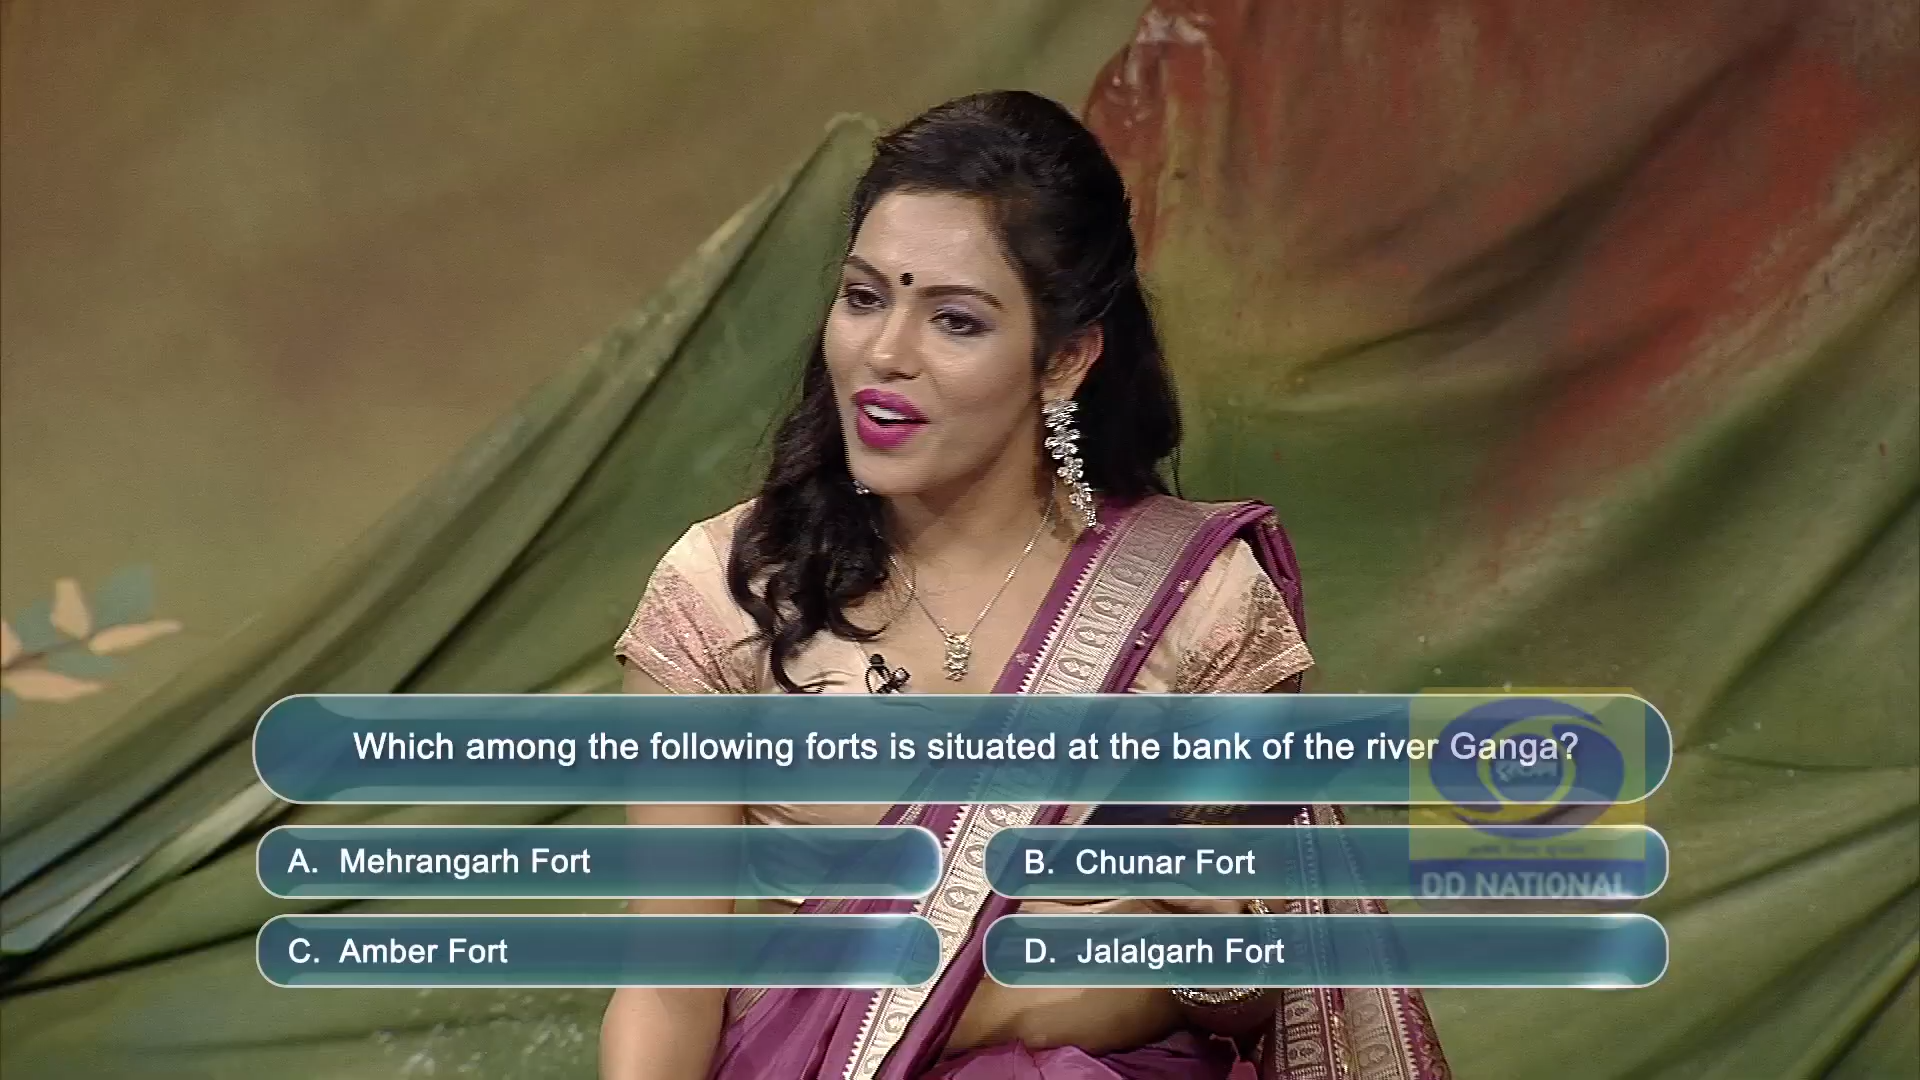 Which among the following forts is situated at the bank of the river Ganga?
A. Mehrangarh Fort
B. Chunar Fort
C. Amber Fort
D. Jalalgarh Fort
DD NATIONAL